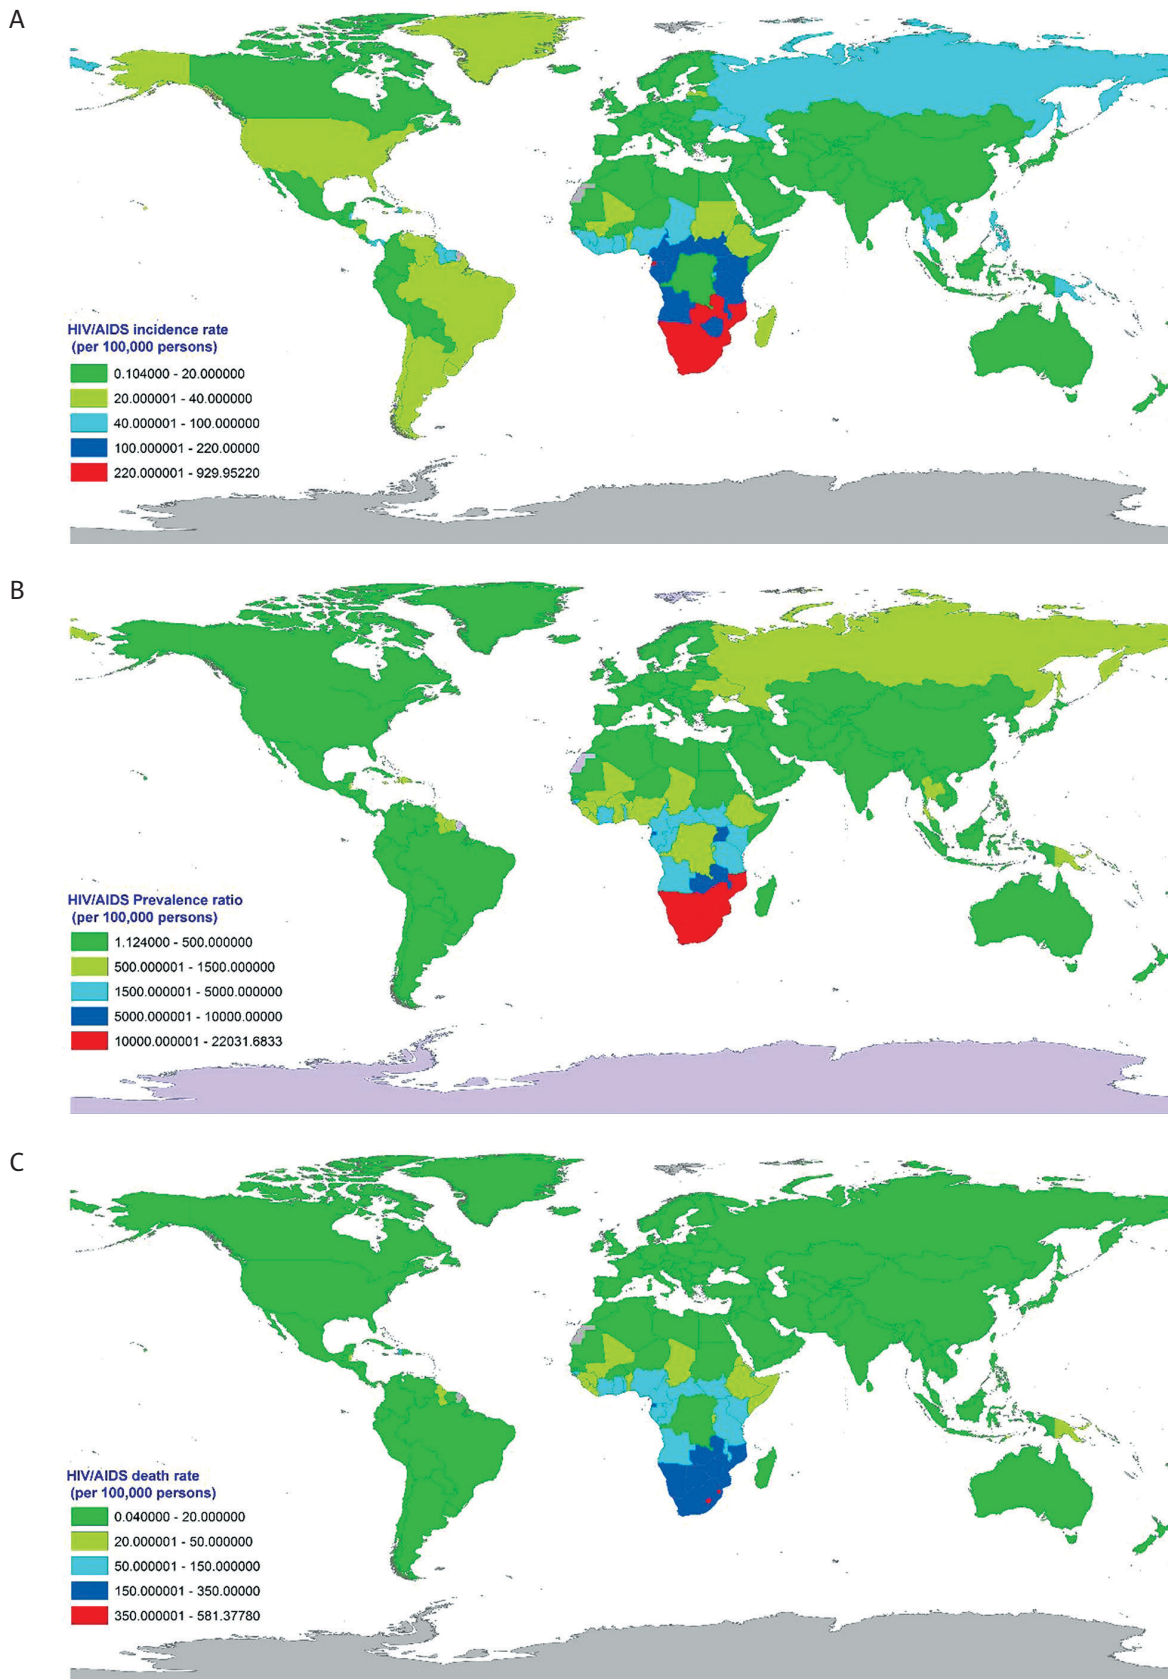 A
HIV/AIDS incidence rate
(per 100,000 persons)
0.104000 - 20.000000
20.000001 - 40.000000
40.000001 - 100.000000
100.000001 - 220.00000
220.000001 - 929.95220
B
HIV/AIDS Prevalence ratio
(per 100,000 persons)
1.124000 - 500.000000
500.000001 - 1500.000000
1500.000001 - 5000.000000
5000.000001 - 10000.00000
10000.000001 - 22031.6833
C
HIV/AIDS death rate
(per 100,000 persons)
0.040000 - 20.000000
20.000001 - 50.000000
50.000001 - 150.000000
150.000001 - 350.00000
350.000001 - 581.37780